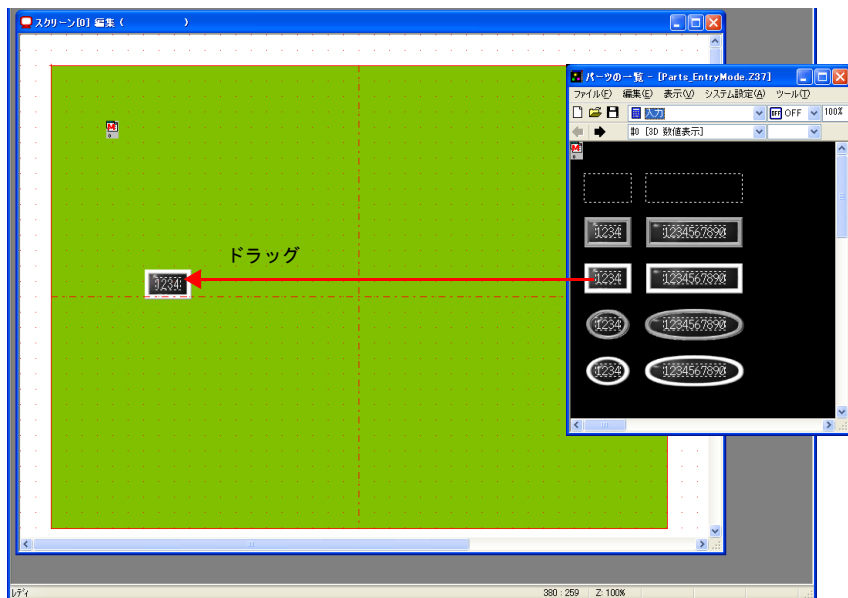 スクリーン[0] 編集 ( )
パーツの一覧 - [Parts_EntryMode.Z37]
ファイル(F) 編集(E) 表示(V) システム設定(A) ツール(T)
入力 OFF OFF 100%
#0 [3D 数値表示]
1234 1234567890
ドラッグ
1234
1234 1234567890
1234 1234567890
1234 1234567890
ﾚﾃﾞｨ 380 : 259 Z: 100%